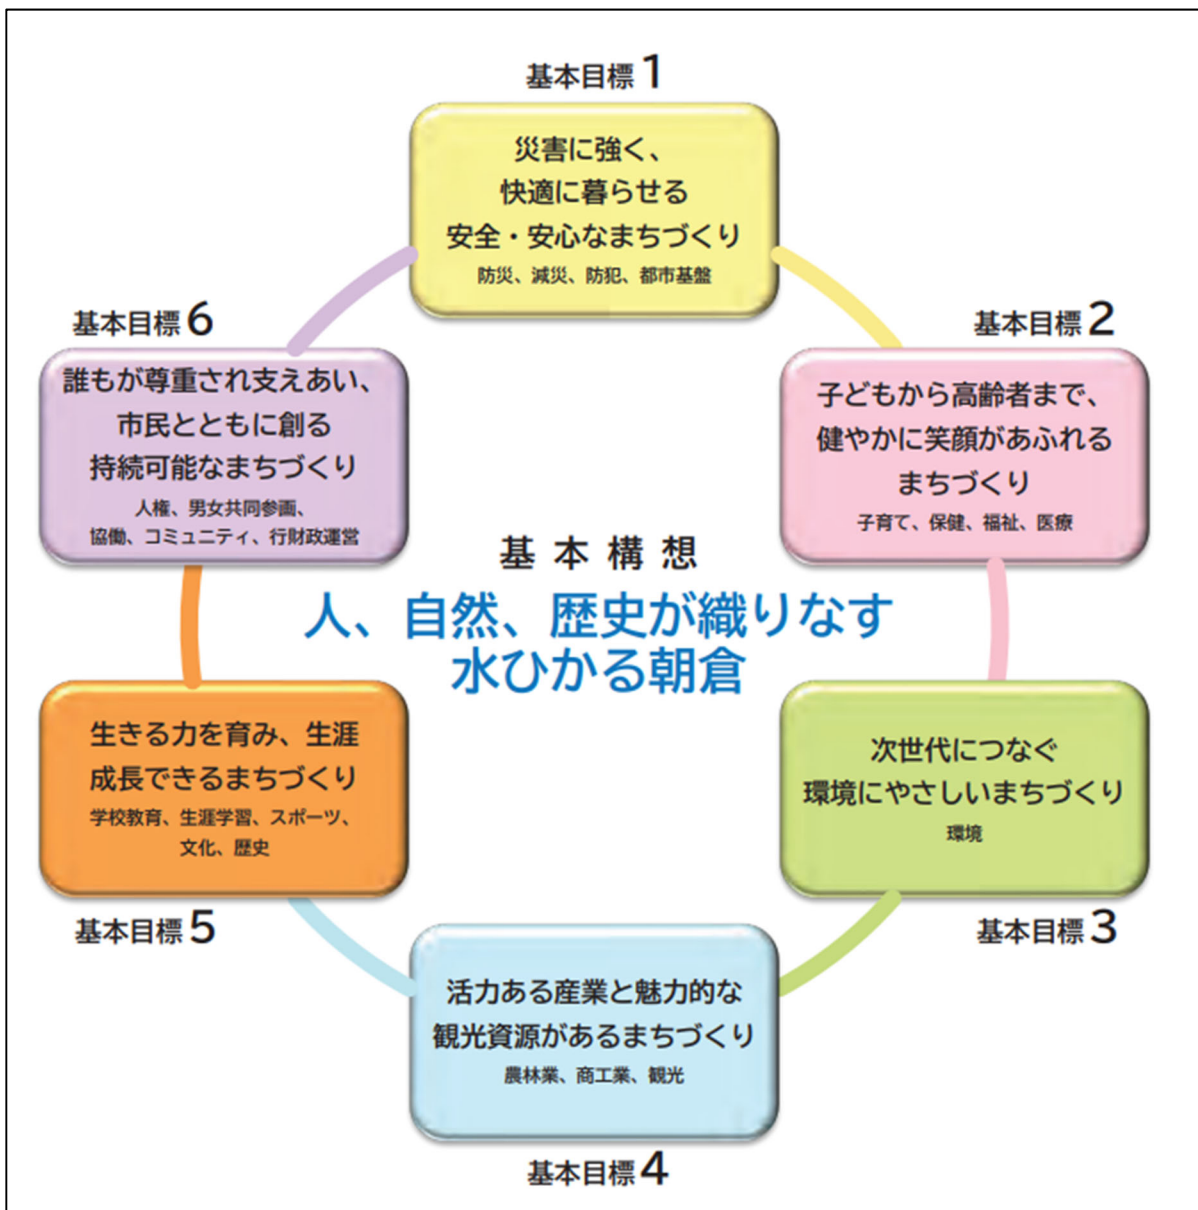 基本目標1
災害に強く、
快適に暮らせる
安全・安心なまちづくり
防災、減災、防犯、都市基盤
基本目標2
子どもから高齢者まで、
健やかに笑顔があふれる
まちづくり
子育て、保健、福祉、医療
基本目標6
誰もが尊重され支えあい、
市民とともに創る
持続可能なまちづくり
人権、男女共同参画、
協働、コミュニティ、行財政運営
基本構想
人、自然、歴史が織りなす
水ひかる朝倉
生きる力を育み、生涯
成長できるまちづくり
学校教育、生涯学習、スポーツ、
文化、歴史
基本目標5
次世代につなぐ
環境にやさしいまちづくり
環境
基本目標3
活力ある産業と魅力的な
観光資源があるまちづくり
農林業、商工業、観光
基本目標4